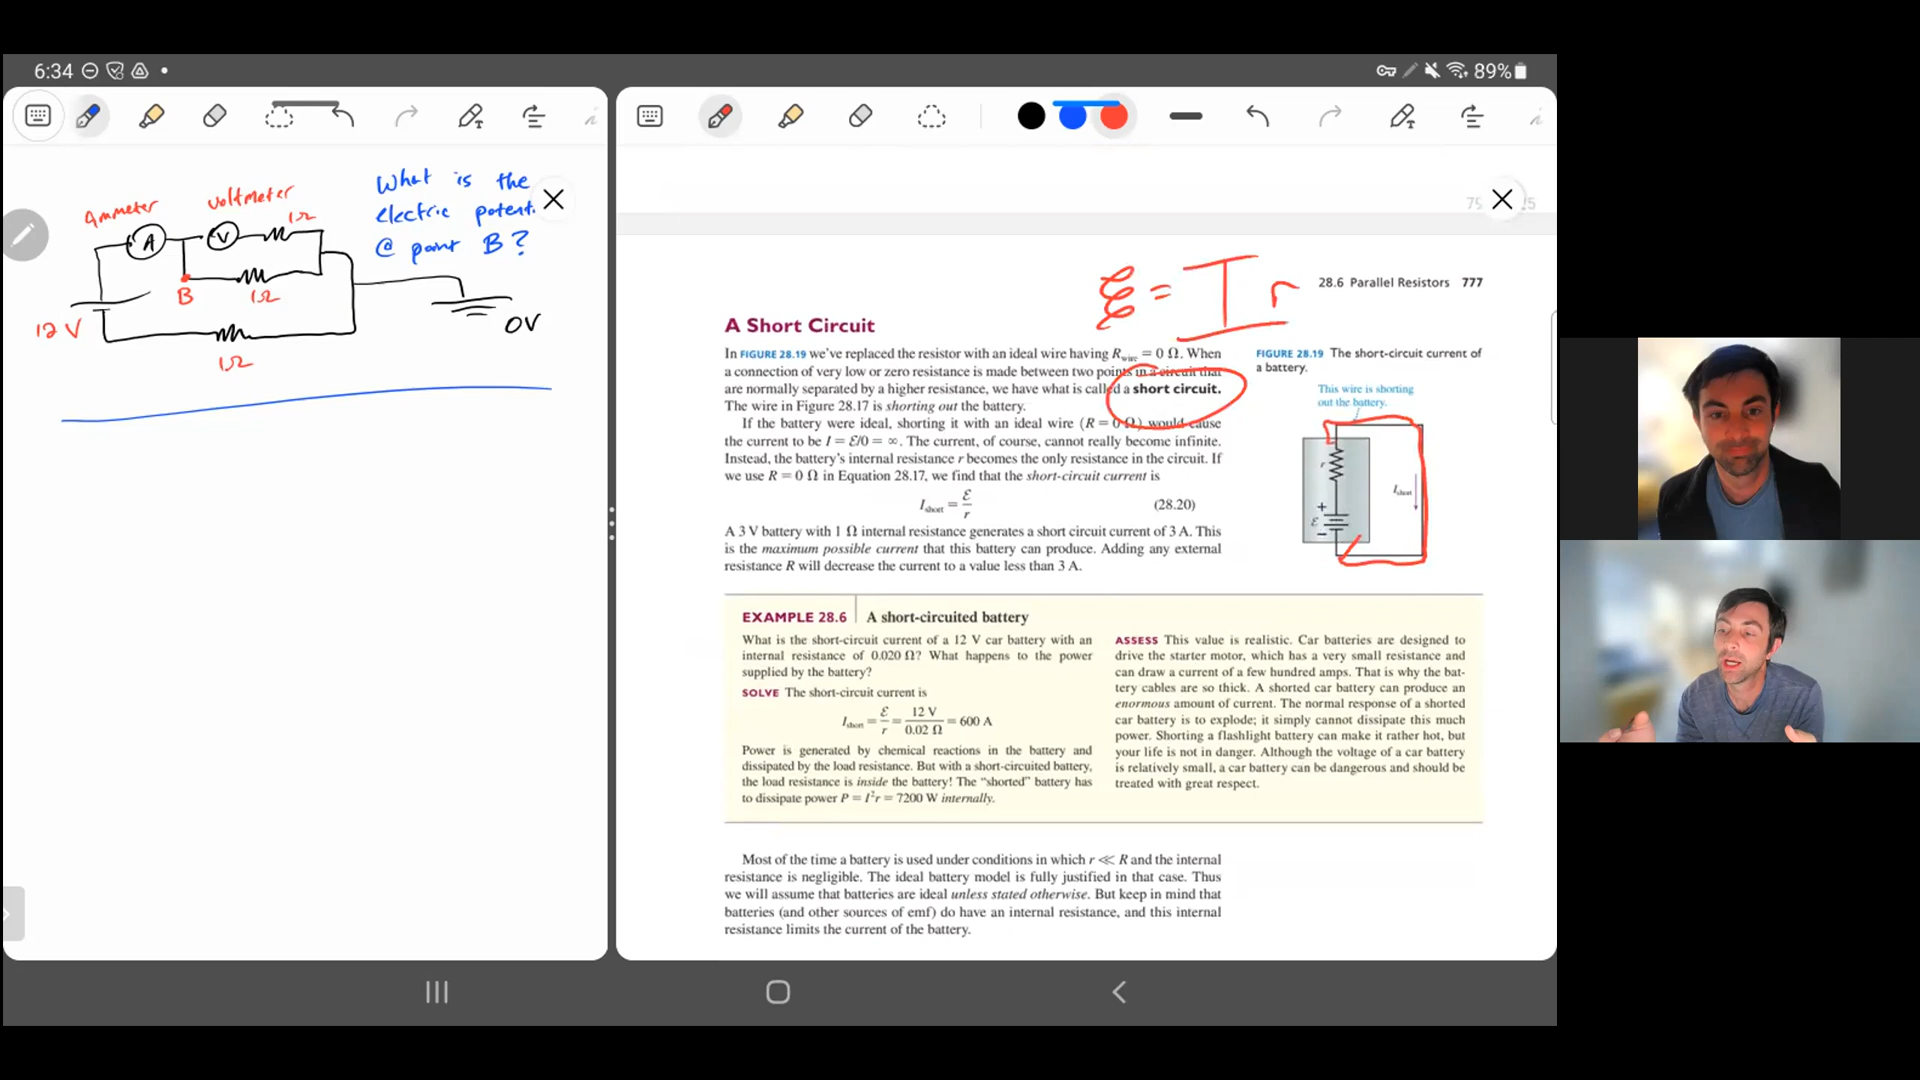 6:34
89%
Ammeter
Voltmeter
1Ω
A
V
B
1Ω
12 V
1Ω
0V
What is the
electric potent.
@ point B?
ℰ = I r
28.6 Parallel Resistors 777
A Short Circuit
In FIGURE 28.19 we've replaced the resistor with an ideal wire having Rwire = 0 Ω. When
a connection of very low or zero resistance is made between two points in a circuit that
are normally separated by a higher resistance, we have what is called a short circuit.
The wire in Figure 28.17 is shorting out the battery.
If the battery were ideal, shorting it with an ideal wire (R = 0 Ω) would cause
the current to be I = ℰ/0 = ∞. The current, of course, cannot really become infinite.
Instead, the battery's internal resistance r becomes the only resistance in the circuit. If
we use R = 0 Ω in Equation 28.17, we find that the short-circuit current is
Ishort = ℰ/r (28.20)
A 3 V battery with 1 Ω internal resistance generates a short circuit current of 3 A. This
is the maximum possible current that this battery can produce. Adding any external
resistance R will decrease the current to a value less than 3 A.
FIGURE 28.19 The short-circuit current of
a battery.
This wire is shorting
out the battery.
r
Ishort
+
ℰ
−
EXAMPLE 28.6 A short-circuited battery
What is the short-circuit current of a 12 V car battery with an
internal resistance of 0.020 Ω? What happens to the power
supplied by the battery?
SOLVE The short-circuit current is
Ishort = ℰ/r = 12 V/0.02 Ω = 600 A
Power is generated by chemical reactions in the battery and
dissipated by the load resistance. But with a short-circuited battery,
the load resistance is inside the battery! The "shorted" battery has
to dissipate power P = I²r = 7200 W internally.
ASSESS This value is realistic. Car batteries are designed to
drive the starter motor, which has a very small resistance and
can draw a current of a few hundred amps. That is why the bat-
tery cables are so thick. A shorted car battery can produce an
enormous amount of current. The normal response of a shorted
car battery is to explode; it simply cannot dissipate this much
power. Shorting a flashlight battery can make it rather hot, but
your life is not in danger. Although the voltage of a car battery
is relatively small, a car battery can be dangerous and should be
treated with great respect.
Most of the time a battery is used under conditions in which r ≪ R and the internal
resistance is negligible. The ideal battery model is fully justified in that case. Thus
we will assume that batteries are ideal unless stated otherwise. But keep in mind that
batteries (and other sources of emf) do have an internal resistance, and this internal
resistance limits the current of the battery.